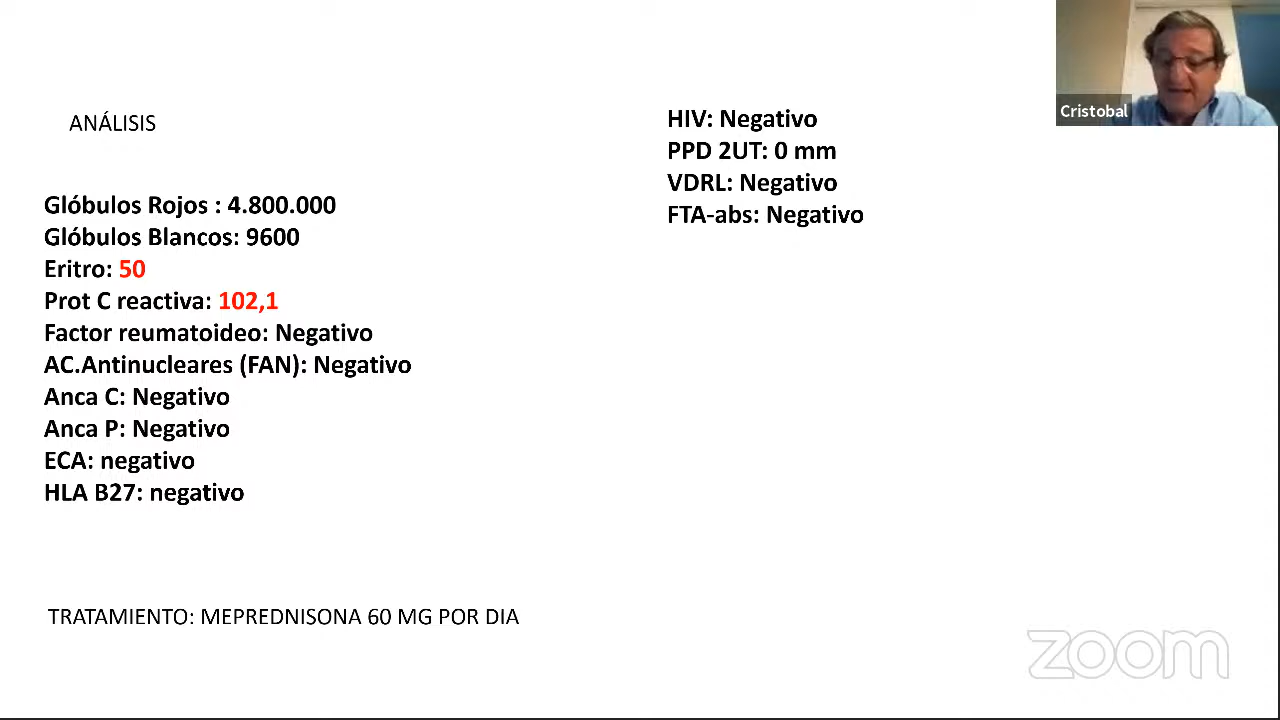 ANÁLISIS
Glóbulos Rojos : 4.800.000
Glóbulos Blancos: 9600
Eritro: 50
Prot C reactiva: 102,1
Factor reumatoideo: Negativo
AC.Antinucleares (FAN): Negativo
Anca C: Negativo
Anca P: Negativo
ECA: negativo
HLA B27: negativo
TRATAMIENTO: MEPREDNISONA 60 MG POR DIA
HIV: Negativo
PPD 2UT: 0 mm
VDRL: Negativo
FTA-abs: Negativo
Cristobal
zoom